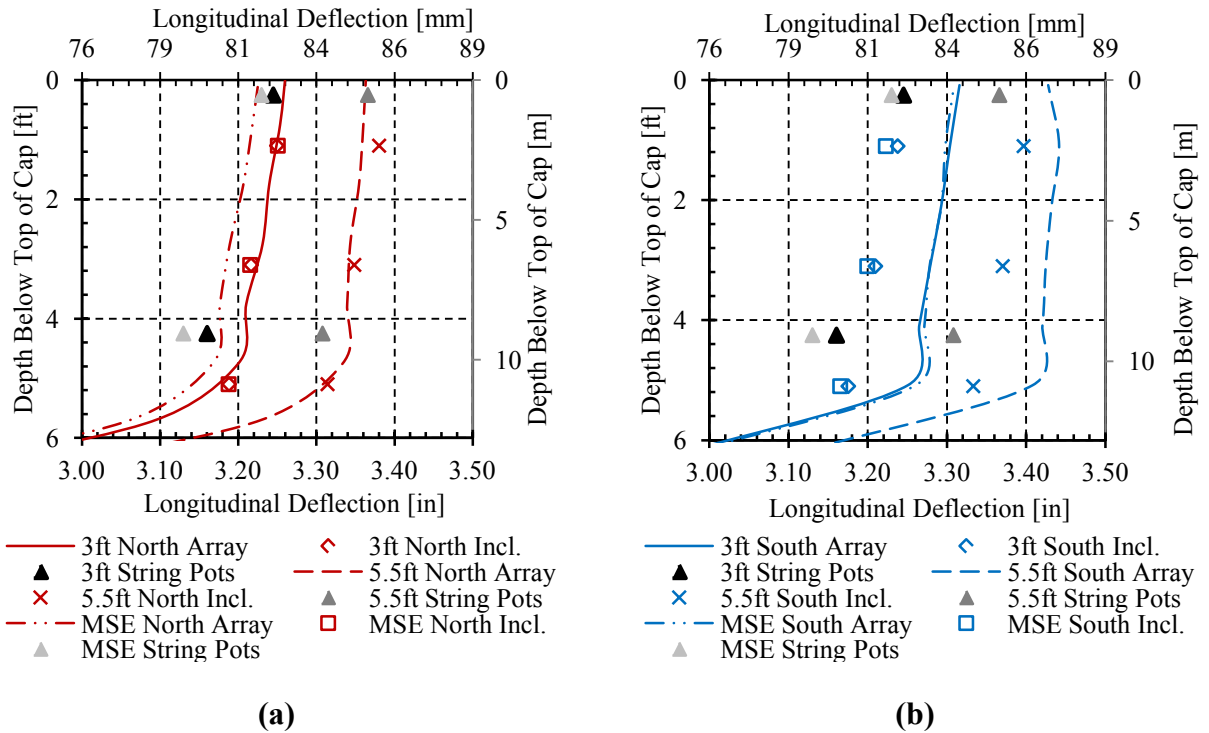 Longitudinal Deflection [mm]
76 79 81 84 86 89
0
2
4
6
Depth Below Top of Cap [ft]
0
5
10
Depth Below Top of Cap [m]
3.00 3.10 3.20 3.30 3.40 3.50
Longitudinal Deflection [in]
3ft North Array 3ft North Incl.
3ft String Pots 5.5ft North Array
5.5ft North Incl. 5.5ft String Pots
MSE North Array MSE North Incl.
MSE String Pots
(a)
Longitudinal Deflection [mm]
76 79 81 84 86 89
0
2
4
6
Depth Below Top of Cap [ft]
0
5
10
Depth Below Top of Cap [m]
3.00 3.10 3.20 3.30 3.40 3.50
Longitudinal Deflection [in]
3ft South Array 3ft South Incl.
3ft String Pots 5.5ft South Array
5.5ft South Incl. 5.5ft String Pots
MSE South Array MSE South Incl.
MSE String Pots
(b)